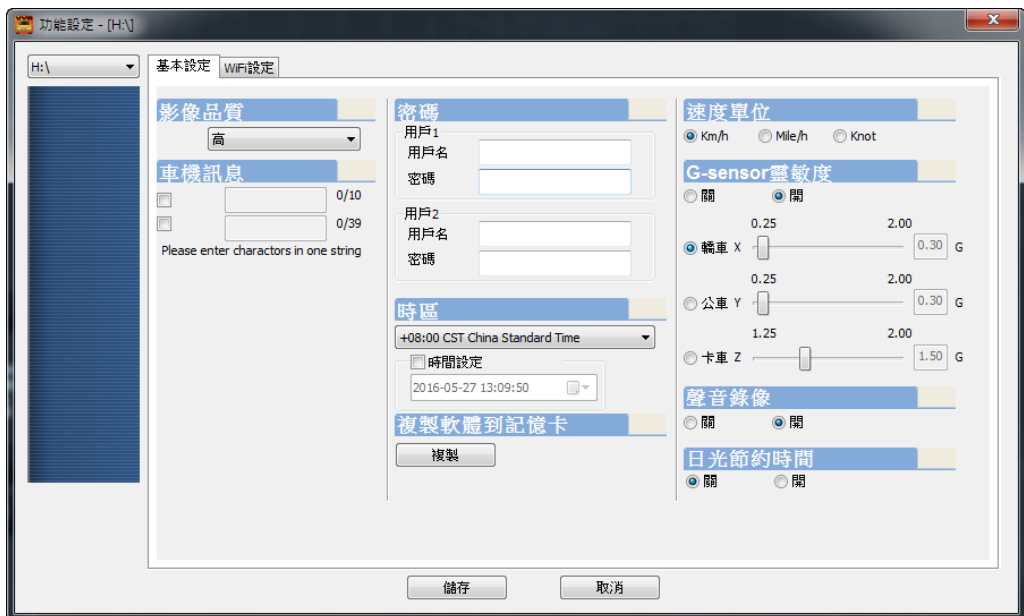 功能設定 - [H:\]
H:\
基本設定
WiFi設定
影像品質
高
車機訊息
0/10
0/39
Please enter charactors in one string
密碼
用戶1
用戶名
密碼
用戶2
用戶名
密碼
時區
+08:00 CST China Standard Time
時間設定
2016-05-27 13:09:50
複製軟體到記憶卡
複製
速度單位
Km/h Mile/h Knot
G-sensor靈敏度
關 開
0.25 2.00
轎車 X 0.30 G
0.25 2.00
公車 Y 0.30 G
1.25 2.00
卡車 Z 1.50 G
聲音錄像
關 開
日光節約時間
關 開
儲存 取消